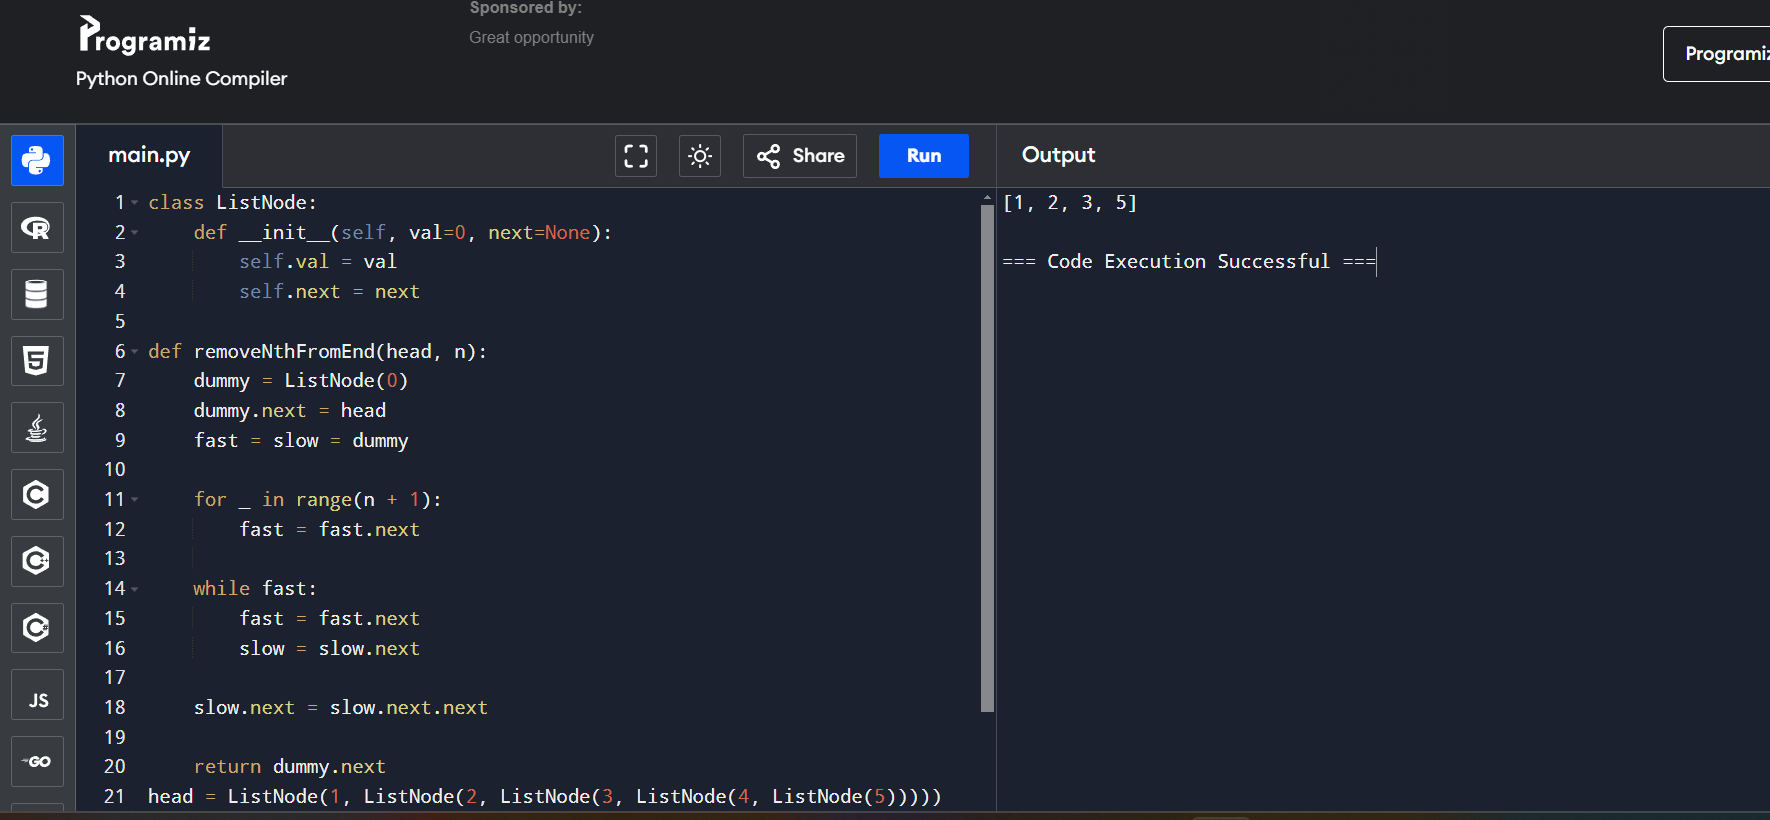 Sponsored by:
Programiz
Great opportunity
Python Online Compiler
Programiz
main.py
Share
Run
Output
1 class ListNode:
2     def __init__(self, val=0, next=None):
3         self.val = val
4         self.next = next
5
6 def removeNthFromEnd(head, n):
7     dummy = ListNode(0)
8     dummy.next = head
9     fast = slow = dummy
10
11     for _ in range(n + 1):
12         fast = fast.next
13
14     while fast:
15         fast = fast.next
16         slow = slow.next
17
18     slow.next = slow.next.next
19
20     return dummy.next
21 head = ListNode(1, ListNode(2, ListNode(3, ListNode(4, ListNode(5)))))
[1, 2, 3, 5]
=== Code Execution Successful ===
R
5
C
C++
C#
JS
GO